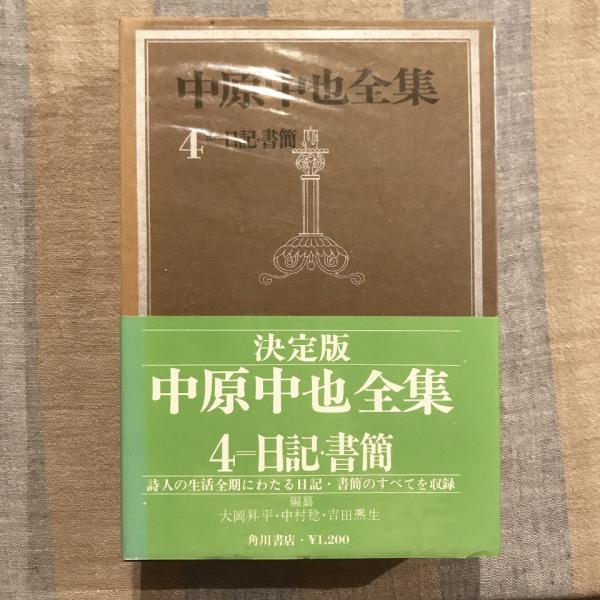 中原中也全集
4=日記·書簡
決定版
中原中也全集
4=日記·書簡
詩人の生活全期にわたる日記・書簡のすべてを収録
編纂
大岡昇平・中村稔・吉田凞生
角川書店・¥1,200